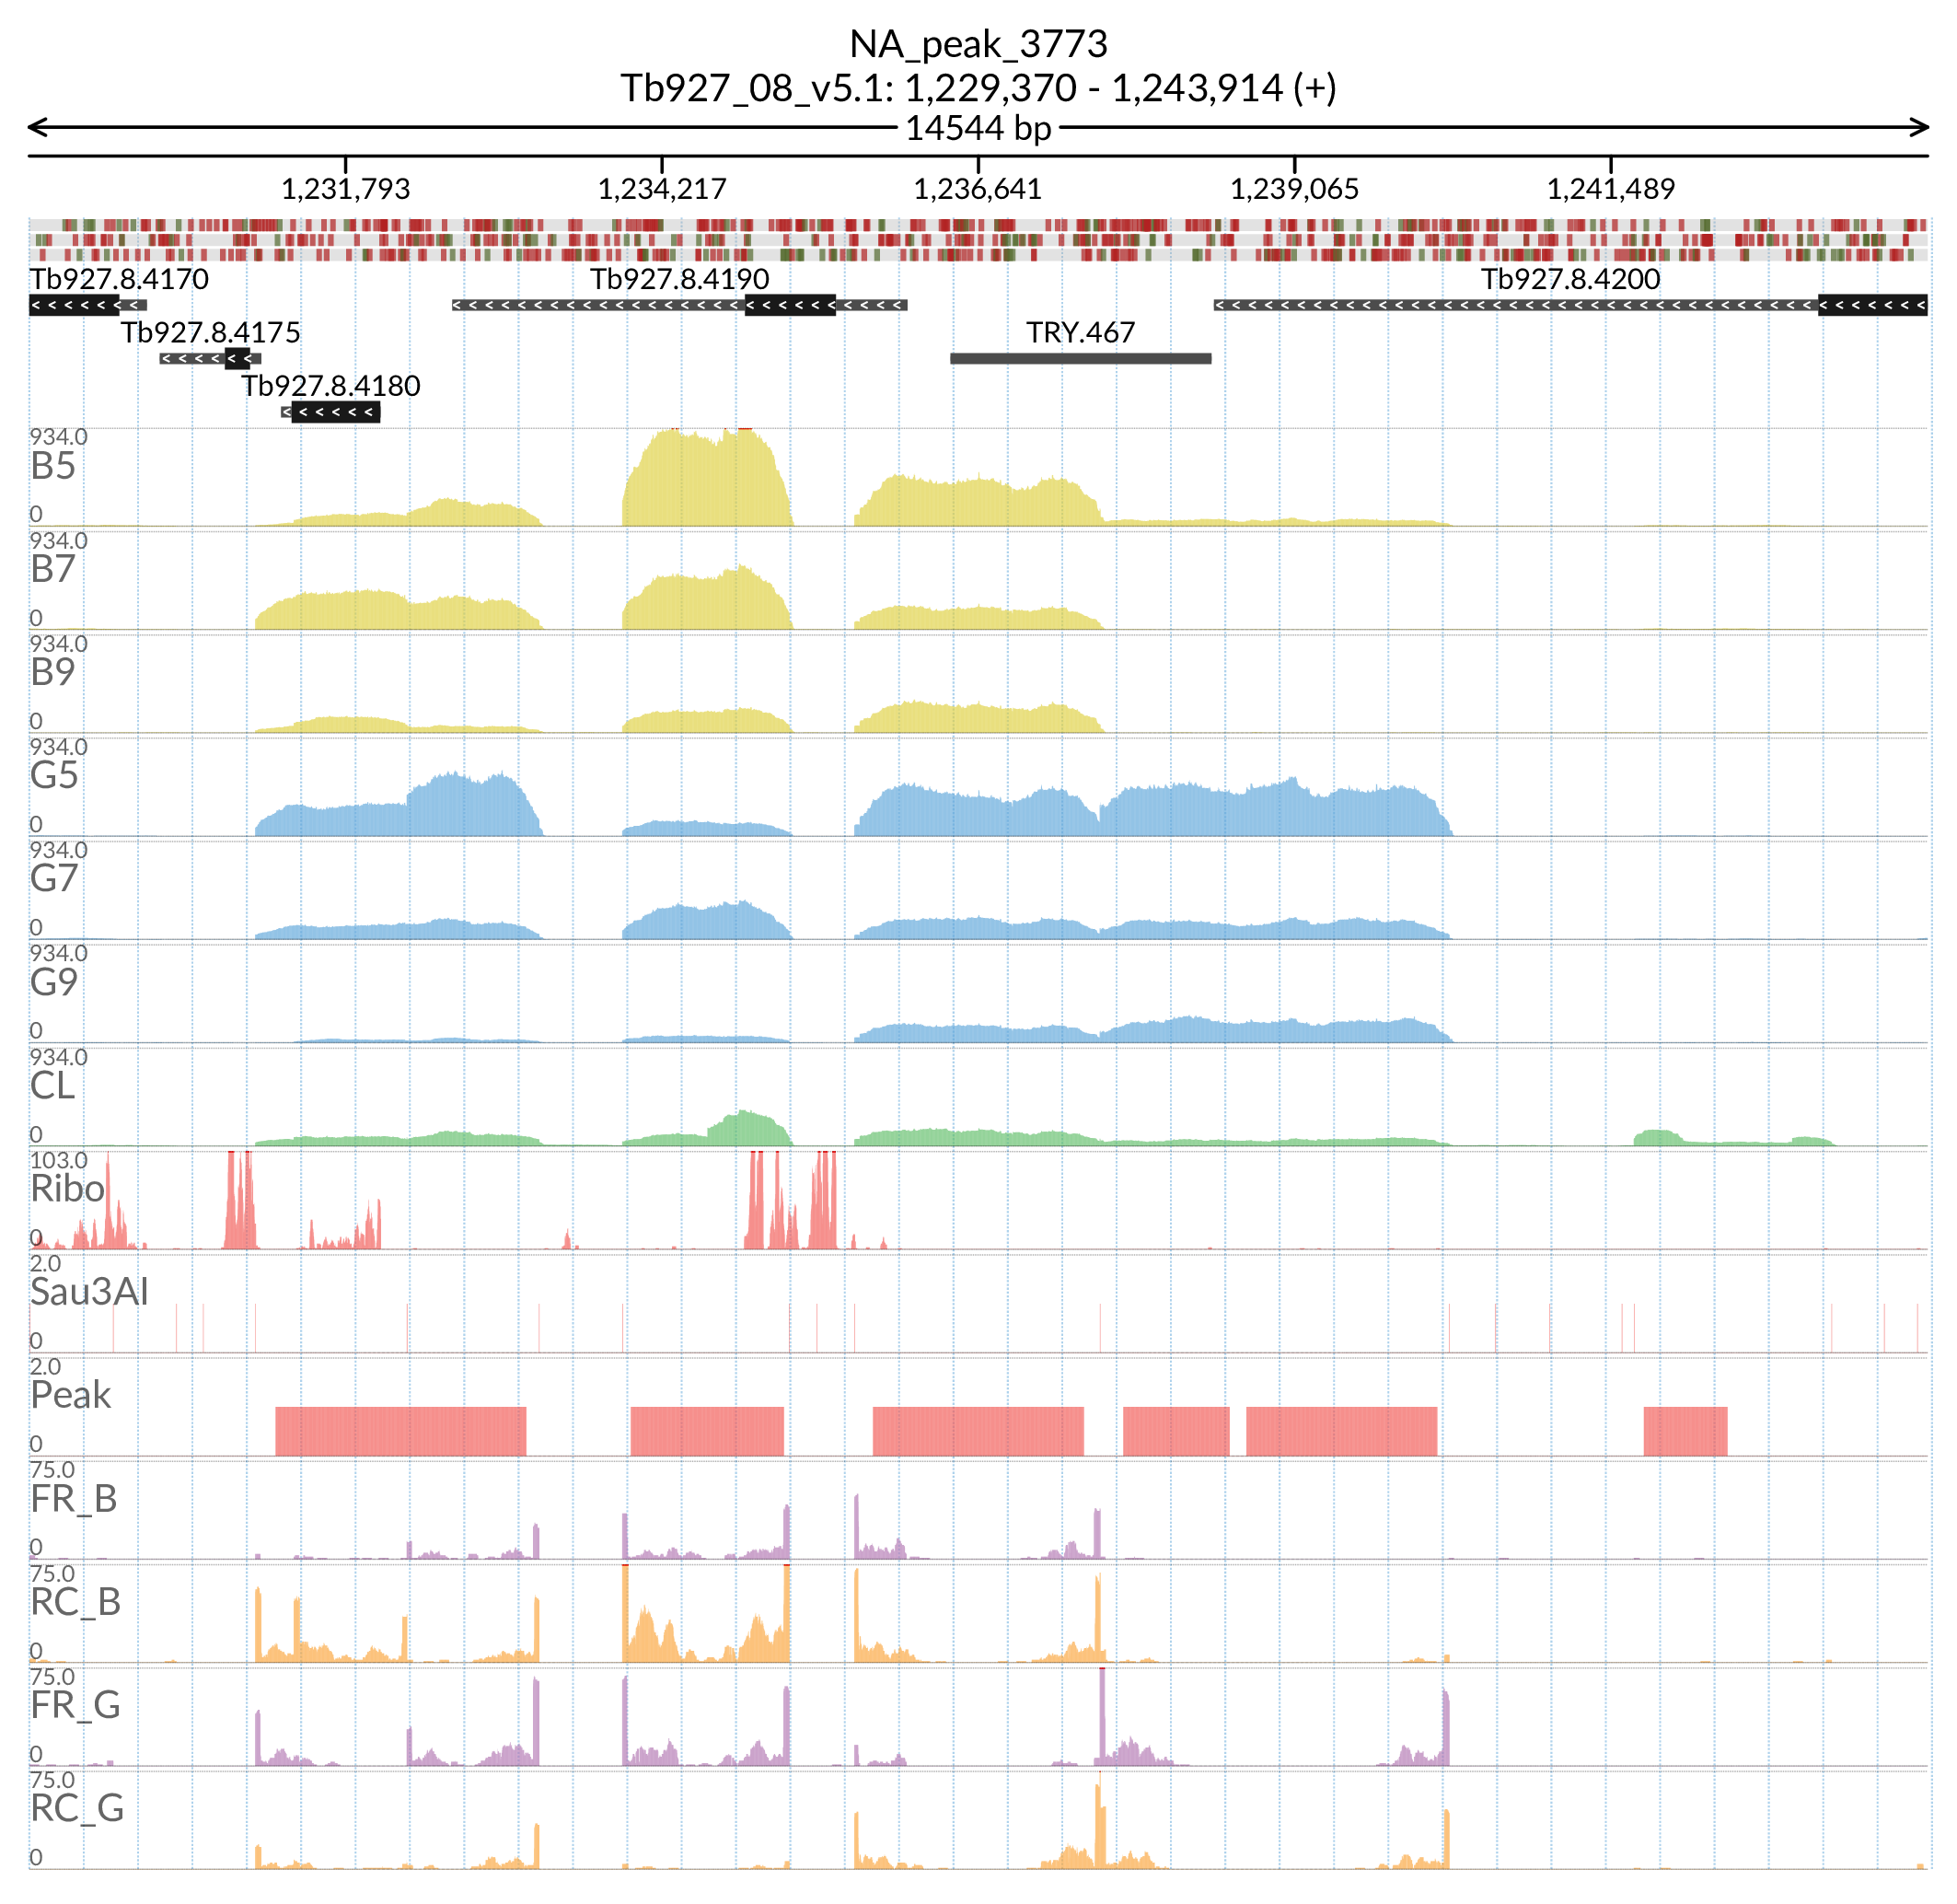 NA_peak_3773
Tb927_08_v5.1: 1,229,370 - 1,243,914 (+)
14544 bp
1,231,793 1,234,217 1,236,641 1,239,065 1,241,489
Tb927.8.4170 Tb927.8.4190 Tb927.8.4200
Tb927.8.4175 TRY.467
Tb927.8.4180
934.0
B5
0
934.0
B7
0
934.0
B9
0
934.0
G5
0
934.0
G7
0
934.0
G9
0
934.0
CL
0
103.0
Ribo
0
2.0
Sau3AI
0
2.0
Peak
0
75.0
FR_B
0
75.0
RC_B
0
75.0
FR_G
0
75.0
RC_G
0